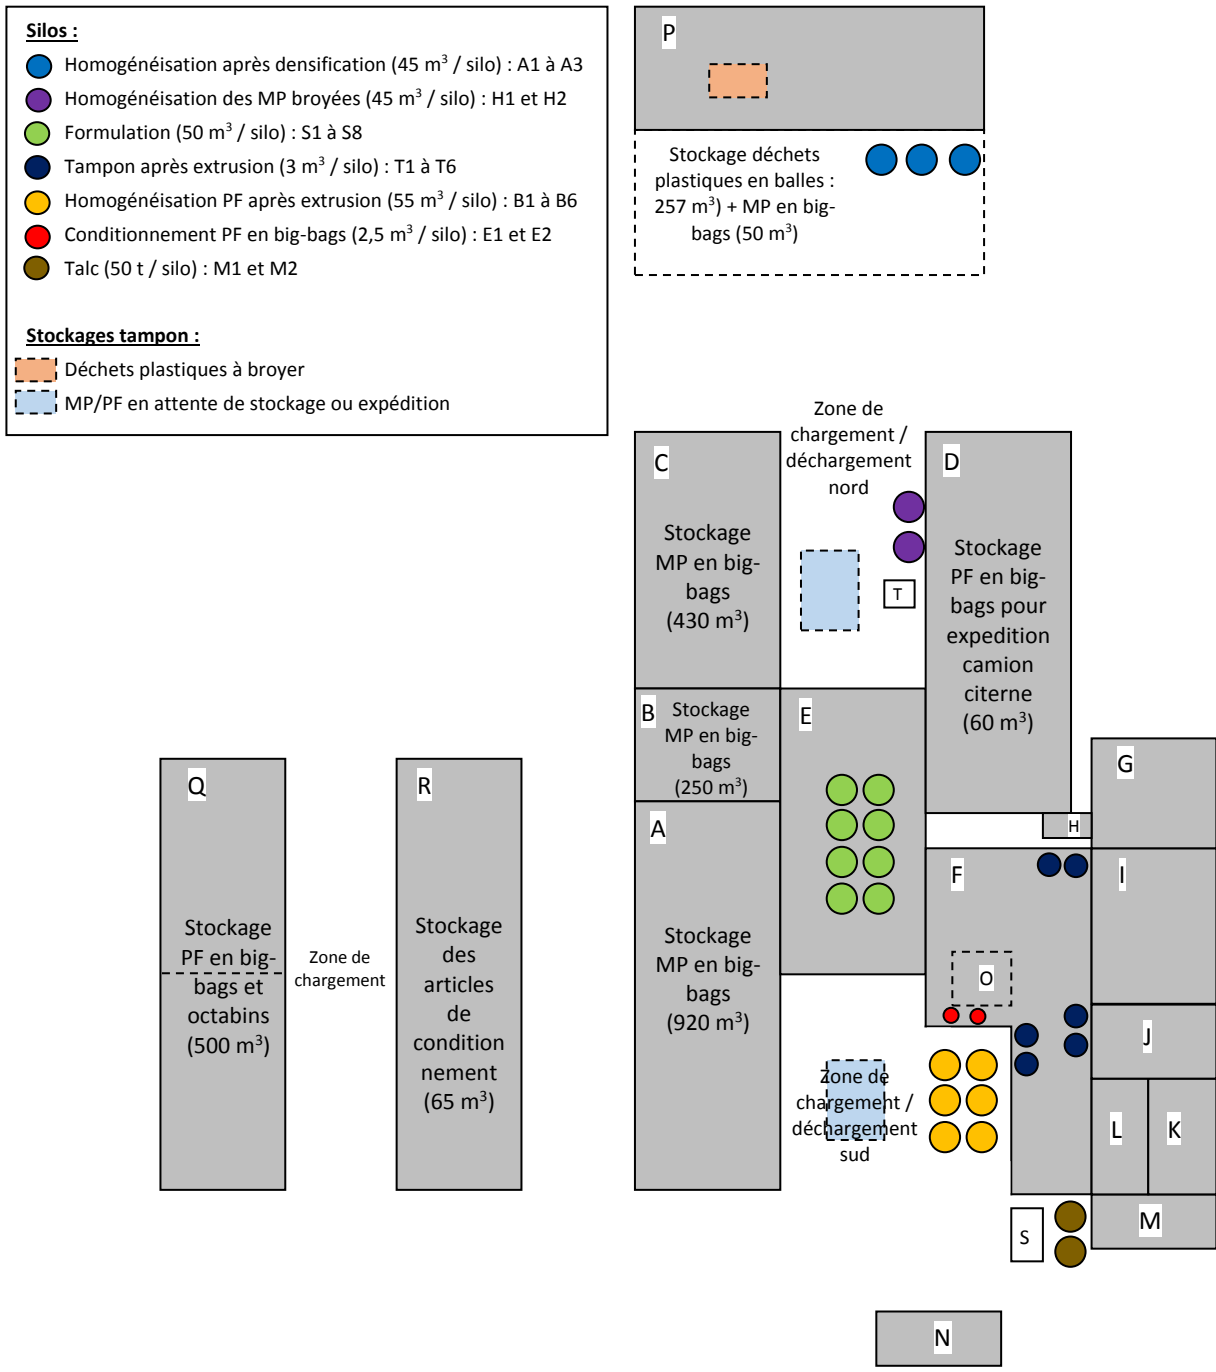 Silos :
Homogénéisation après densification (45 m³ / silo) : A1 à A3
Homogénéisation des MP broyées (45 m³ / silo) : H1 et H2
Formulation (50 m³ / silo) : S1 à S8
Tampon après extrusion (3 m³ / silo) : T1 à T6
Homogénéisation PF après extrusion (55 m³ / silo) : B1 à B6
Conditionnement PF en big-bags (2,5 m³ / silo) : E1 et E2
Talc (50 t / silo) : M1 et M2
Stockages tampon :
Déchets plastiques à broyer
MP/PF en attente de stockage ou expédition
P
Stockage déchets
plastiques en balles :
257 m³) + MP en big-
bags (50 m³)
Zone de
chargement /
déchargement
nord
C
Stockage
MP en big-
bags
(430 m³)
T
D
Stockage
PF en big-
bags pour
expedition
camion
citerne
(60 m³)
B
Stockage
MP en big-
bags
(250 m³)
E
G
H
Q
Stockage
PF en big-
bags et
octabins
(500 m³)
Zone de
chargement
R
Stockage
des
articles
de
condition
nement
(65 m³)
A
Stockage
MP en big-
bags
(920 m³)
F
I
O
J
Zone de
chargement /
déchargement
sud
L
K
M
S
N